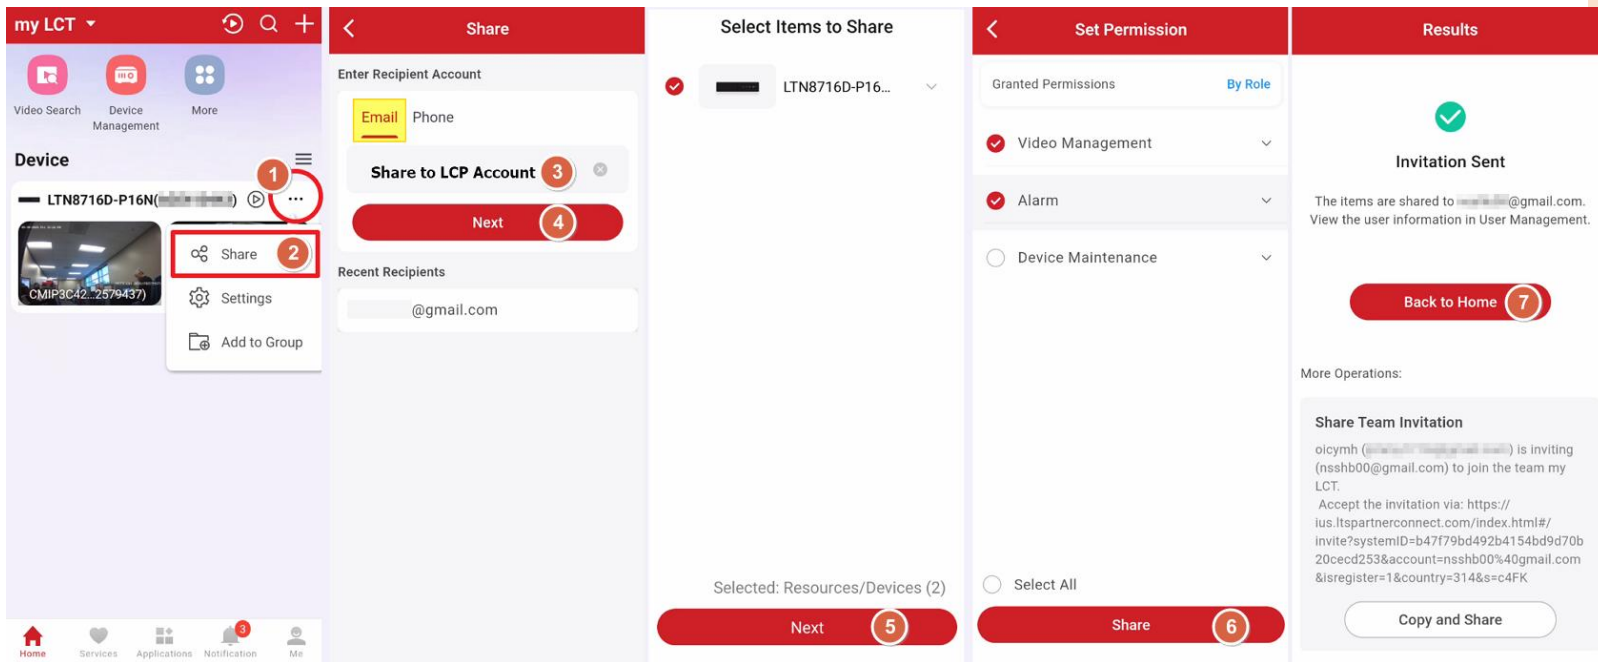 my LCT
Video Search
Device
Management
More
Device
1
LTN8716D-P16N(
)
2
Share
Settings
Add to Group
CMIP3C42...2579437)
3
Home
Services
Applications
Notification
Me
Share
Enter Recipient Account
Email Phone
Share to LCP Account 3
Next 4
Recent Recipients
@gmail.com
Select Items to Share
LTN8716D-P16...
Selected: Resources/Devices (2)
Next 5
Set Permission
Granted Permissions By Role
Video Management
Alarm
Device Maintenance
Select All
Share 6
Results
Invitation Sent
The items are shared to @gmail.com.
View the user information in User Management.
Back to Home 7
More Operations:
Share Team Invitation
oicymh ( ) is inviting
(nsshb00@gmail.com) to join the team my
LCT.
Accept the invitation via: https://
ius.ltspartnerconnect.com/index.html#/
invite?systemID=b47f79bd492b4154bd9d70b
20cecd253&account=nsshb00%40gmail.com
&isregister=1&country=314&s=c4FK
Copy and Share